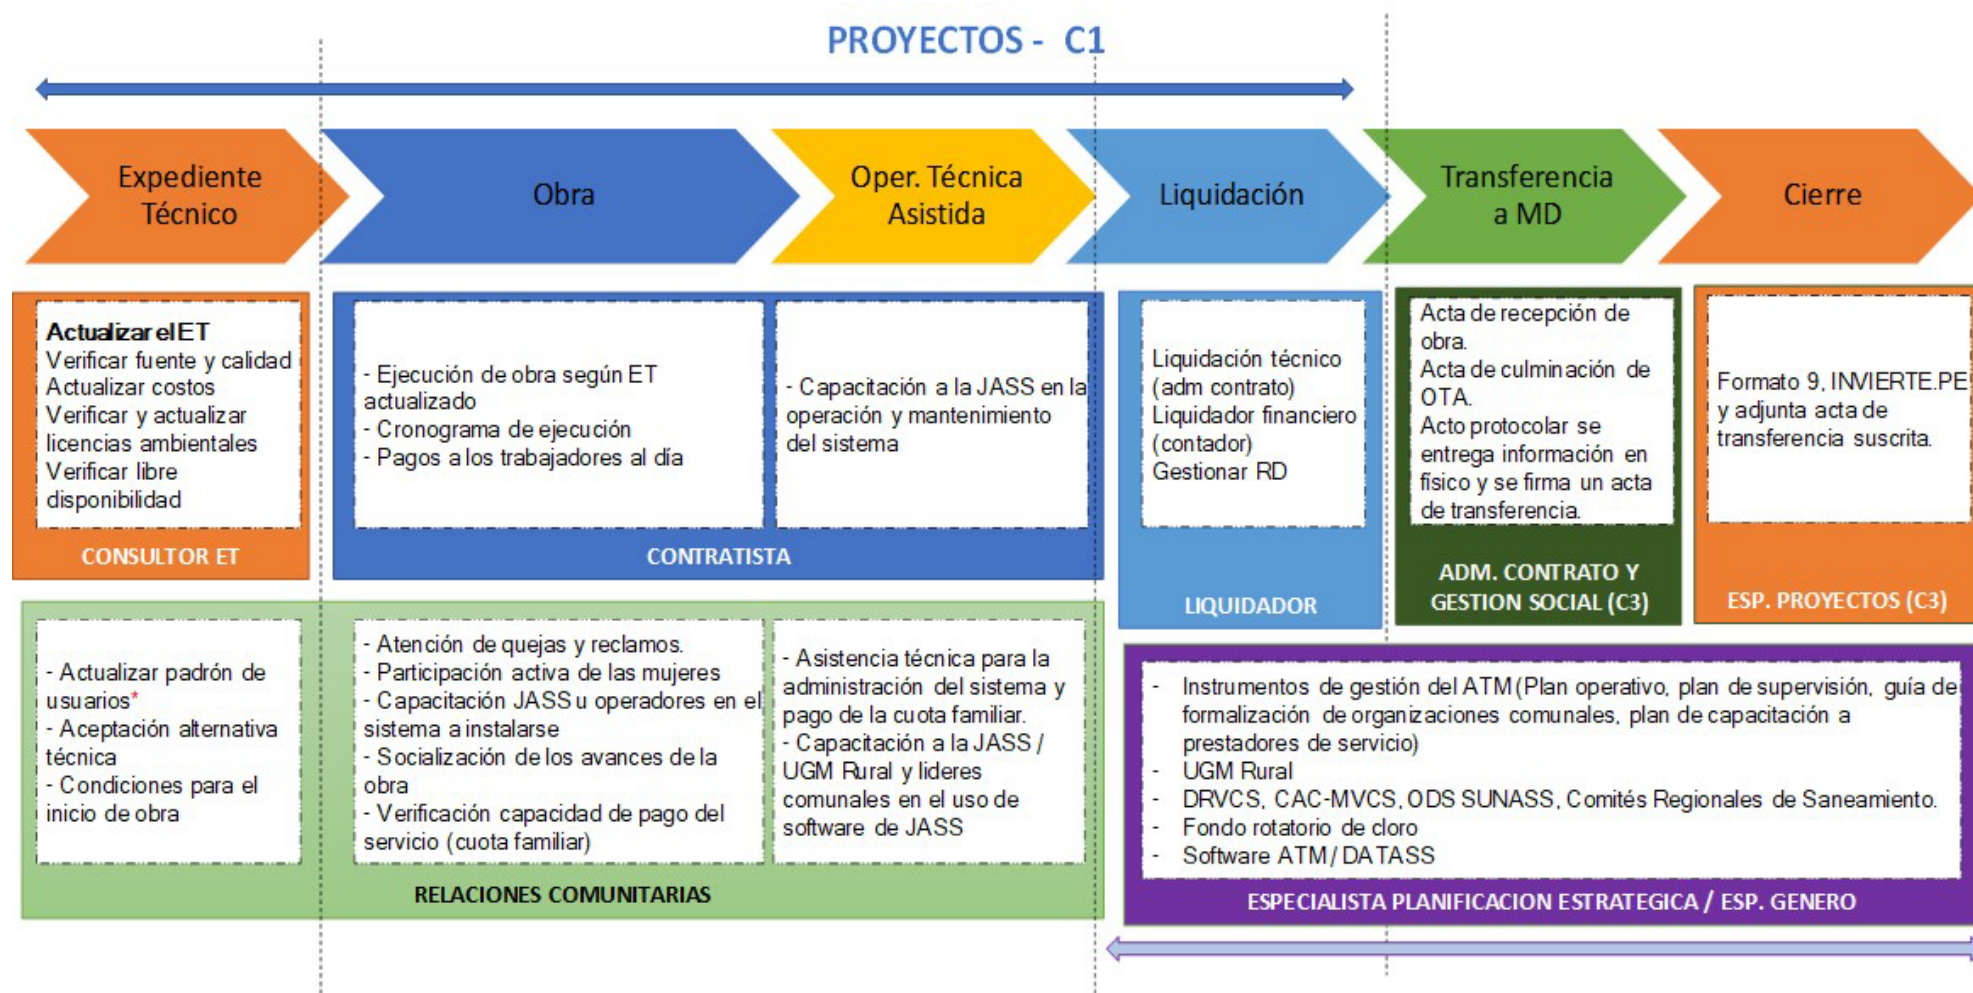 PROYECTOS - C1
Expediente
Técnico
Obra
Oper. Técnica
Asistida
Liquidación
Transferencia
a MD
Cierre
Actualizar el ET
Verificar fuente y calidad
Actualizar costos
Verificar y actualizar
licencias ambientales
Verificar libre
disponibilidad
CONSULTOR ET
- Ejecución de obra según ET
actualizado
- Cronograma de ejecución
- Pagos a los trabajadores al día
- Capacitación a la JASS en la
operación y mantenimiento
del sistema
CONTRATISTA
Liquidación técnico
(adm contrato)
Liquidador financiero
(contador)
Gestionar RD
LIQUIDADOR
Acta de recepción de
obra.
Acta de culminación de
OTA.
Acto protocolar se
entrega información en
físico y se firma un acta
de transferencia.
ADM. CONTRATO Y
GESTION SOCIAL (C3)
Formato 9, INVIERTE.PE
y adjunta acta de
transferencia suscrita.
ESP. PROYECTOS (C3)
- Actualizar padrón de
usuarios*
- Aceptación alternativa
técnica
- Condiciones para el
inicio de obra
- Atención de quejas y reclamos.
- Participación activa de las mujeres
- Capacitación JASS u operadores en el
sistema a instalarse
- Socialización de los avances de la
obra
- Verificación capacidad de pago del
servicio (cuota familiar)
- Asistencia técnica para la
administración del sistema y
pago de la cuota familiar.
- Capacitación a la JASS /
UGM Rural y lideres
comunales en el uso de
software de JASS
RELACIONES COMUNITARIAS
- Instrumentos de gestión del ATM (Plan operativo, plan de supervisión, guía de
formalización de organizaciones comunales, plan de capacitación a
prestadores de servicio)
- UGM Rural
- DRVCS, CAC-MVCS, ODS SUNASS, Comités Regionales de Saneamiento.
- Fondo rotatorio de cloro
- Software ATM / DATASS
ESPECIALISTA PLANIFICACION ESTRATEGICA / ESP. GENERO